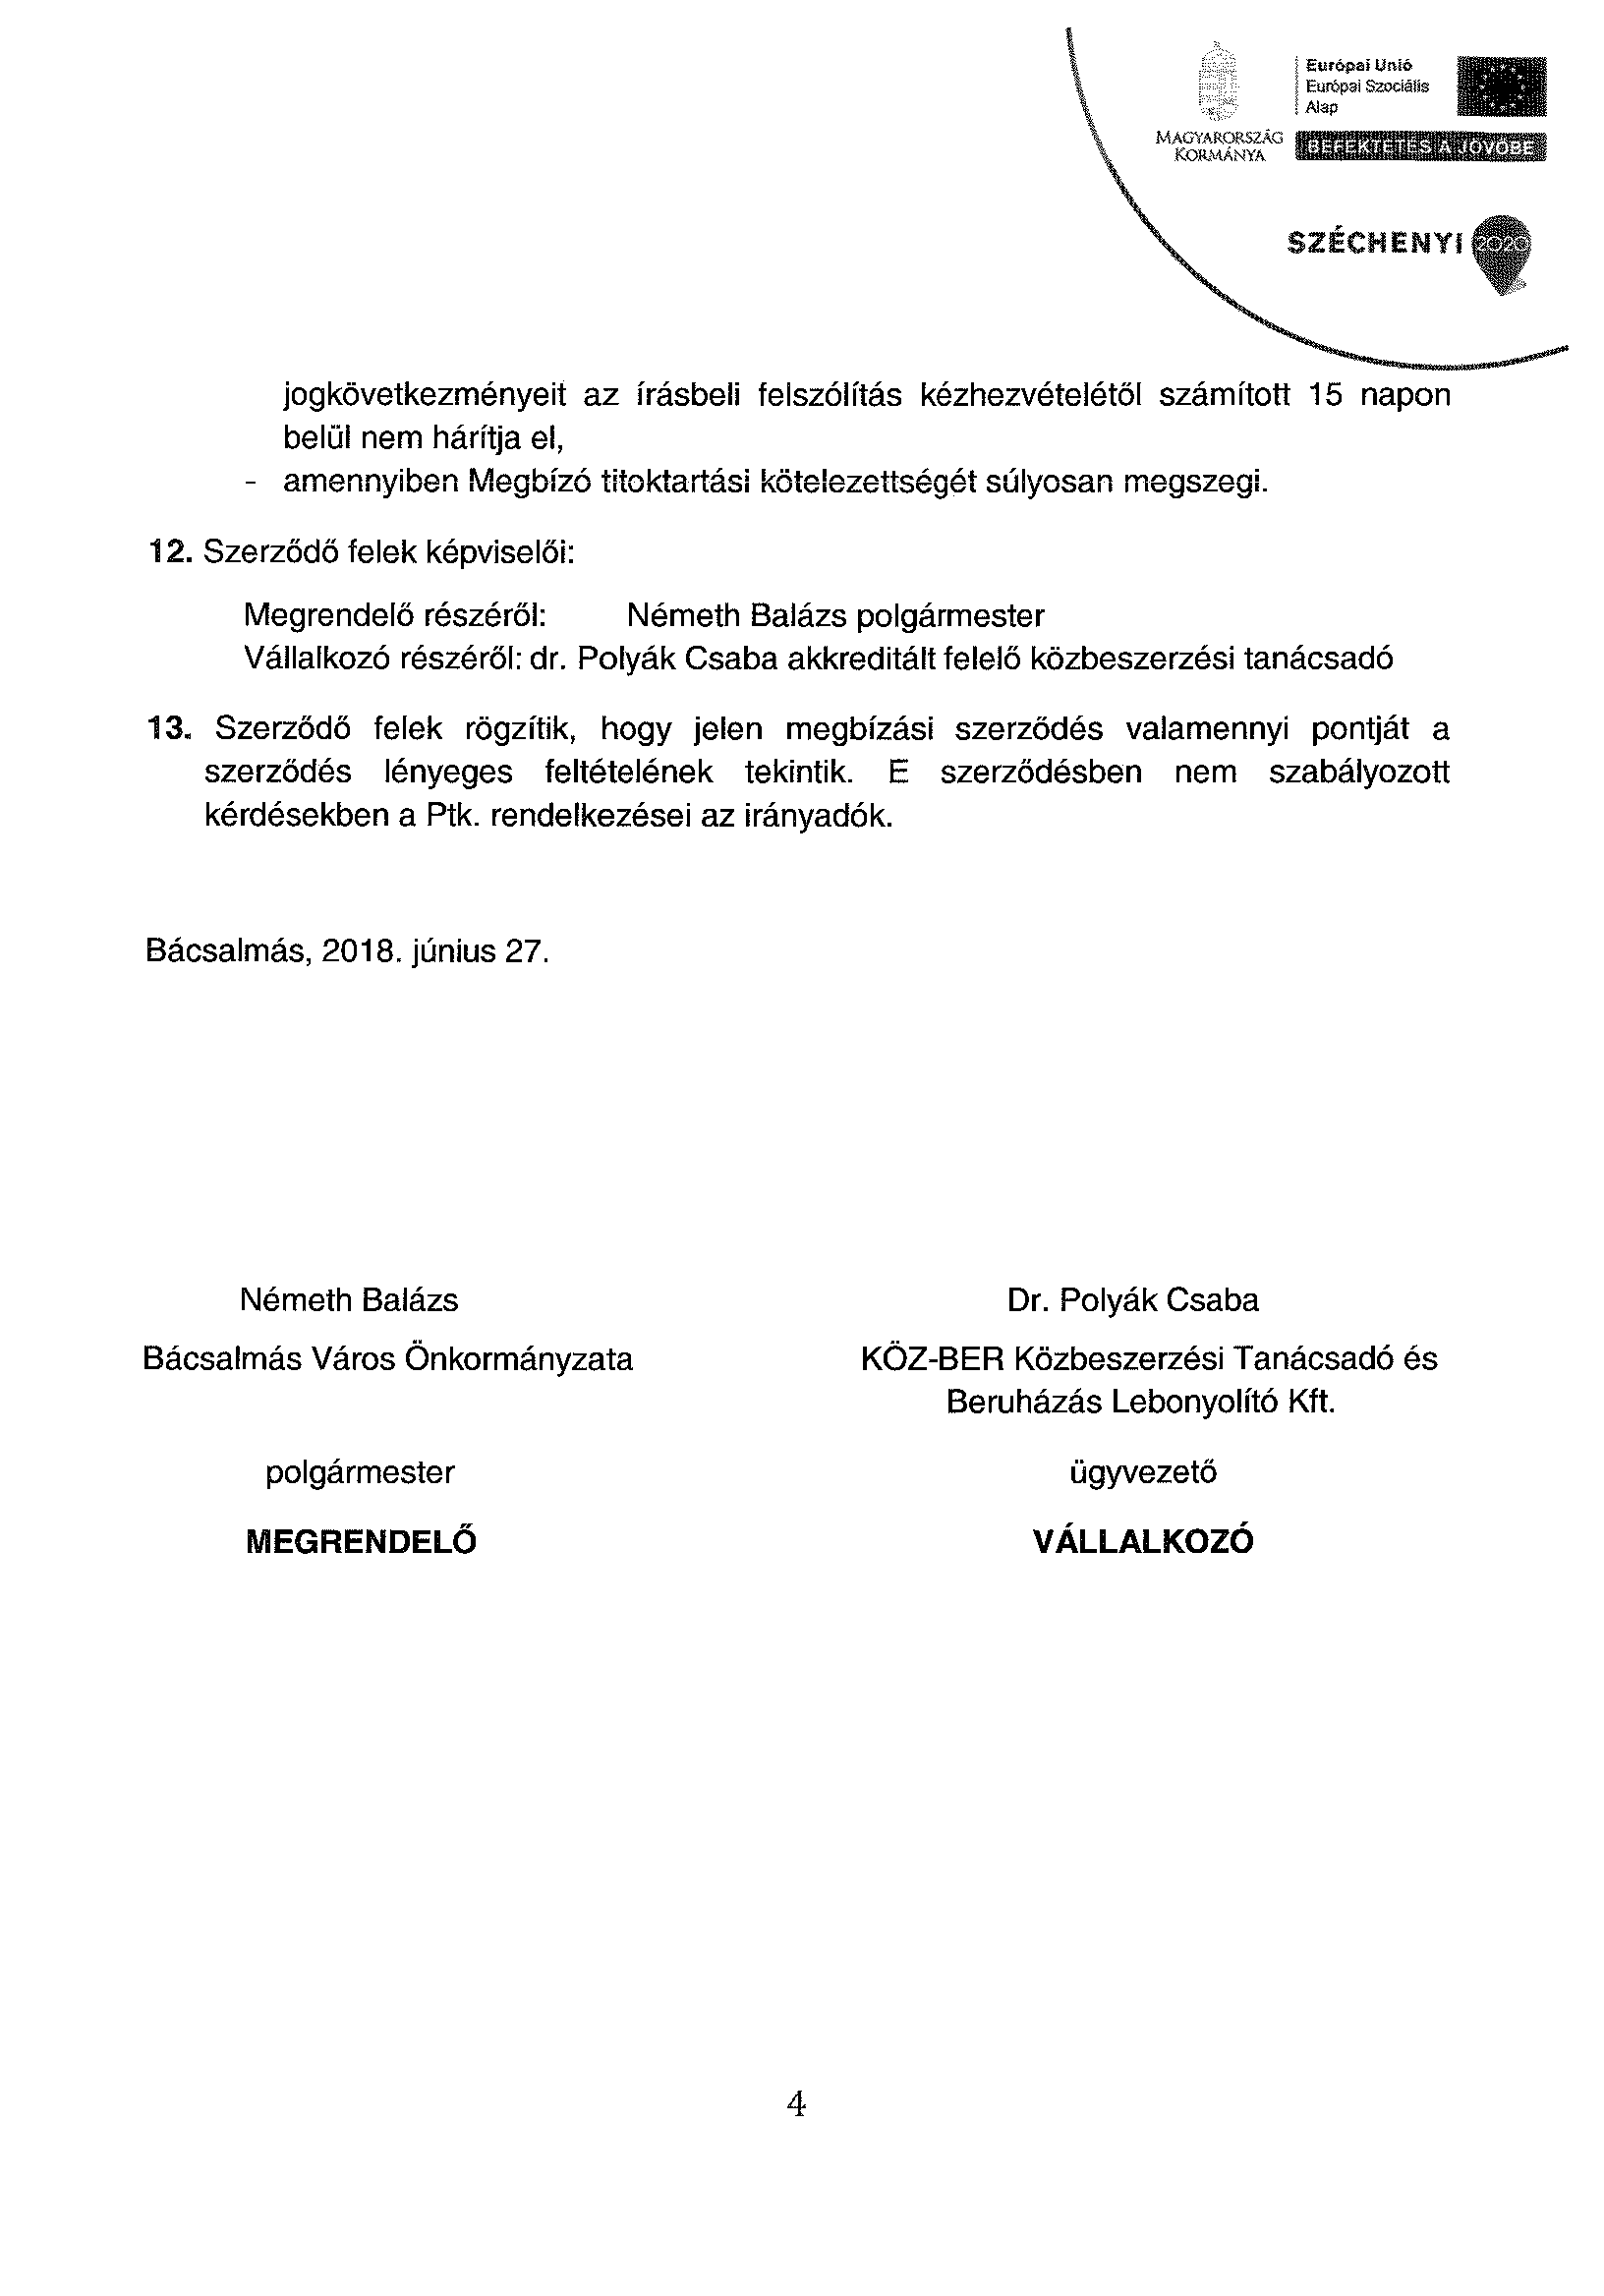 Európai Unió
Európai Szociális
Alap
MAGYARORSZÁG
KORMÁNYA
BEFEKTETÉS A JÖVŐBE
SZÉCHENYI 2020
jogkövetkezményeit az írásbeli felszólítás kézhezvételétől számított 15 napon
belül nem hárítja el,
- amennyiben Megbízó titoktartási kötelezettségét súlyosan megszegi.
12. Szerződő felek képviselői:
Megrendelő részéről: Németh Balázs polgármester
Vállalkozó részéről: dr. Polyák Csaba akkreditált felelő közbeszerzési tanácsadó
13. Szerződő felek rögzítik, hogy jelen megbízási szerződés valamennyi pontját a
szerződés lényeges feltételének tekintik. E szerződésben nem szabályozott
kérdésekben a Ptk. rendelkezései az irányadók.
Bácsalmás, 2018. június 27.
Németh Balázs
Bácsalmás Város Önkormányzata
polgármester
MEGRENDELŐ
Dr. Polyák Csaba
KÖZ-BER Közbeszerzési Tanácsadó és
Beruházás Lebonyolító Kft.
ügyvezető
VÁLLALKOZÓ
4